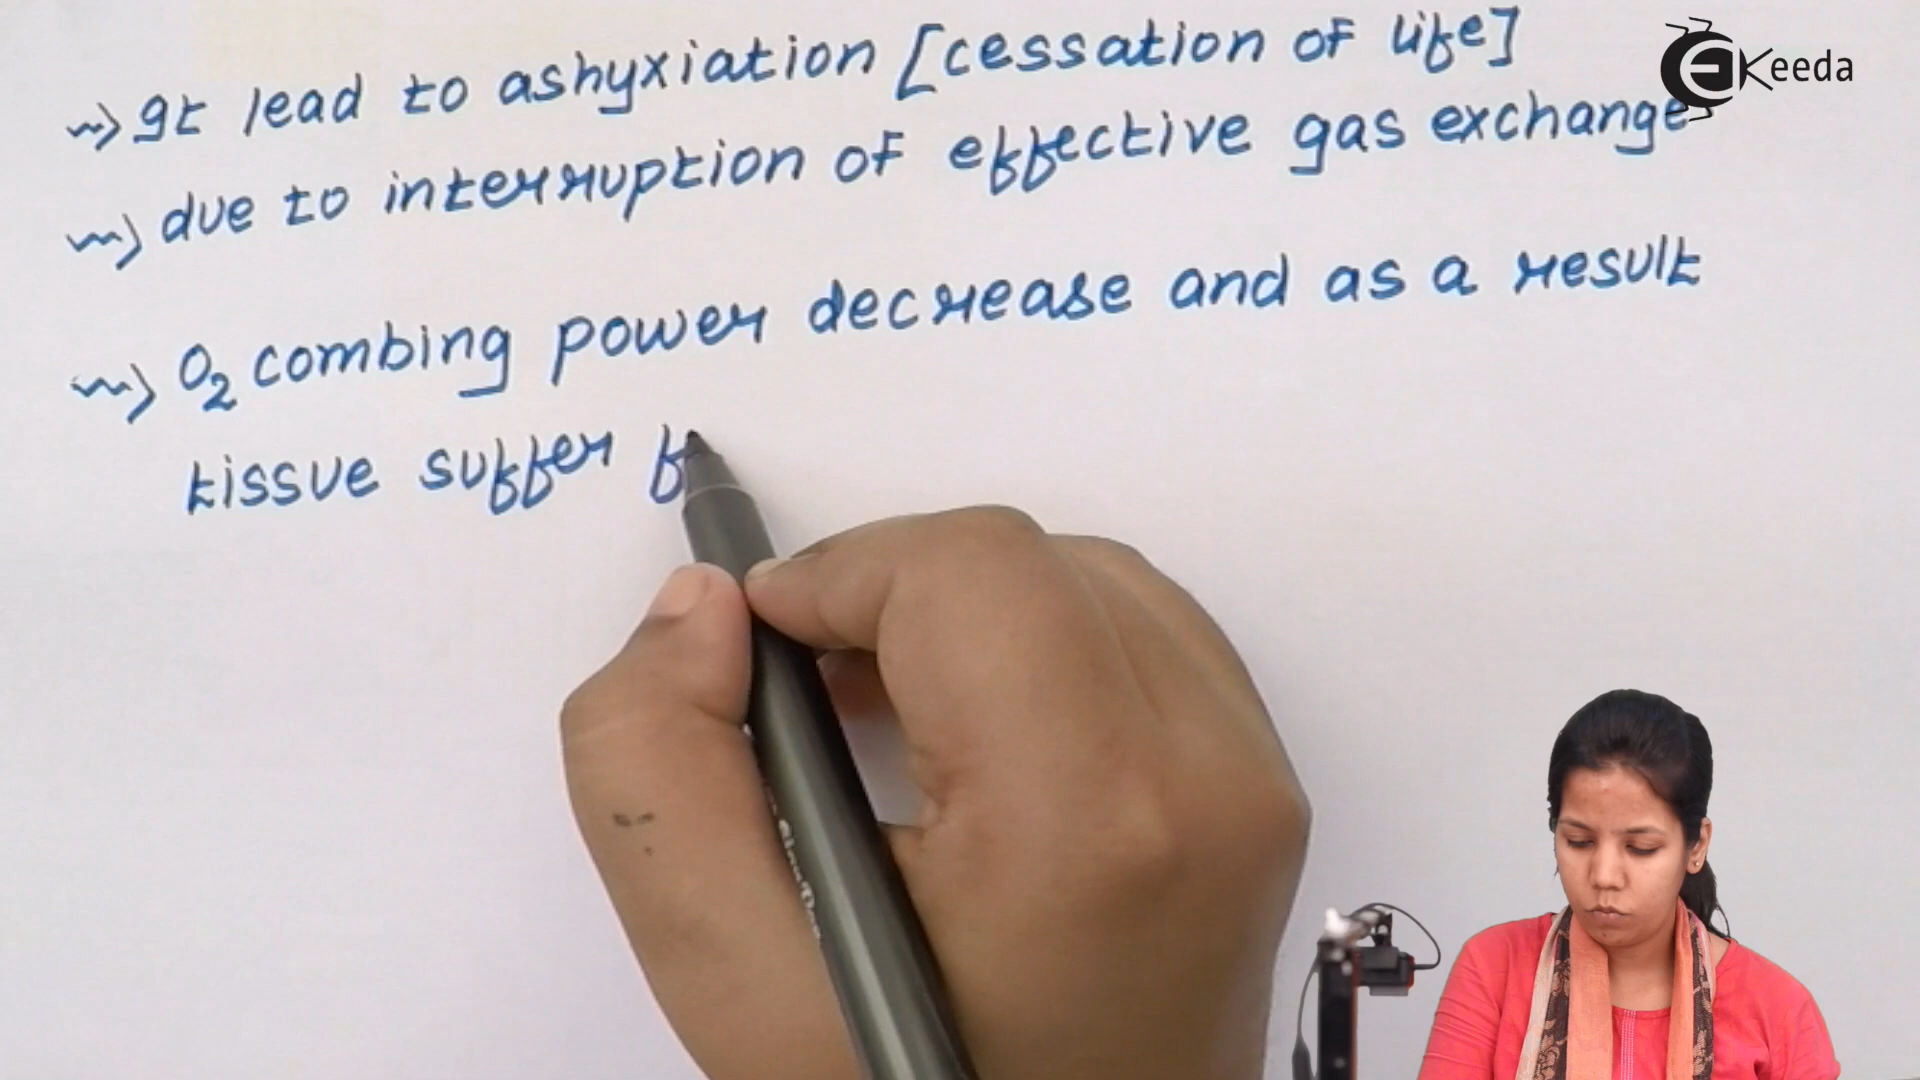 It lead to ashyxiation [cessation of life]
due to interruption of effective gas exchange
O2 combing power decrease and as a result
tissue suffer f
Ekeeda